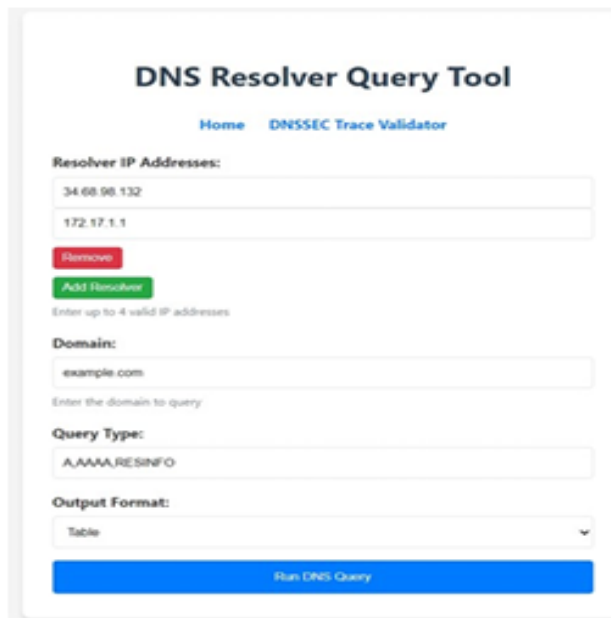 DNS Resolver Query Tool
Home DNSSEC Trace Validator
Resolver IP Addresses:
34.68.98.132
172.17.1.1
Remove
Add Resolver
Enter up to 4 valid IP addresses
Domain:
example.com
Enter the domain to query
Query Type:
A,AAAA,RESINFO
Output Format:
Table
Run DNS Query